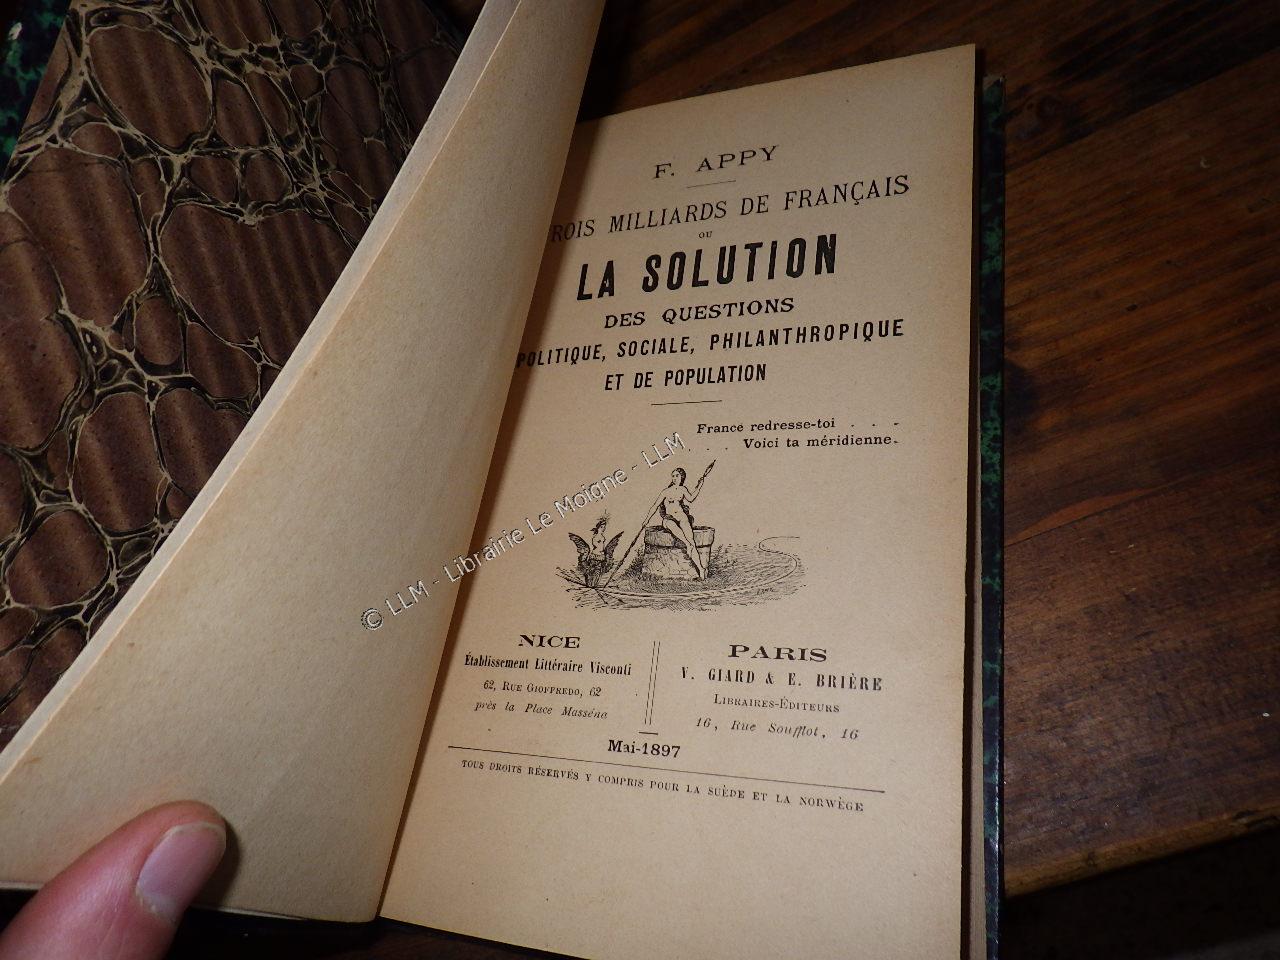 F. APPY
ROIS MILLIARDS DE FRANÇAIS
OU
LA SOLUTION
DES QUESTIONS
POLITIQUE, SOCIALE, PHILANTHROPIQUE
ET DE POPULATION
France redresse-toi . . .
. . . Voici ta méridienne.
© LLM - Librairie Le Moigne - LLM
NICE
Établissement Littéraire Visconti
62, RUE GIOFFREDO, 62
près la Place Masséna
PARIS
V. GIARD & E. BRIÈRE
LIBRAIRES-ÉDITEURS
16, Rue Soufflot, 16
Mai-1897
TOUS DROITS RÉSERVÉS Y COMPRIS POUR LA SUÈDE ET LA NORWÈGE